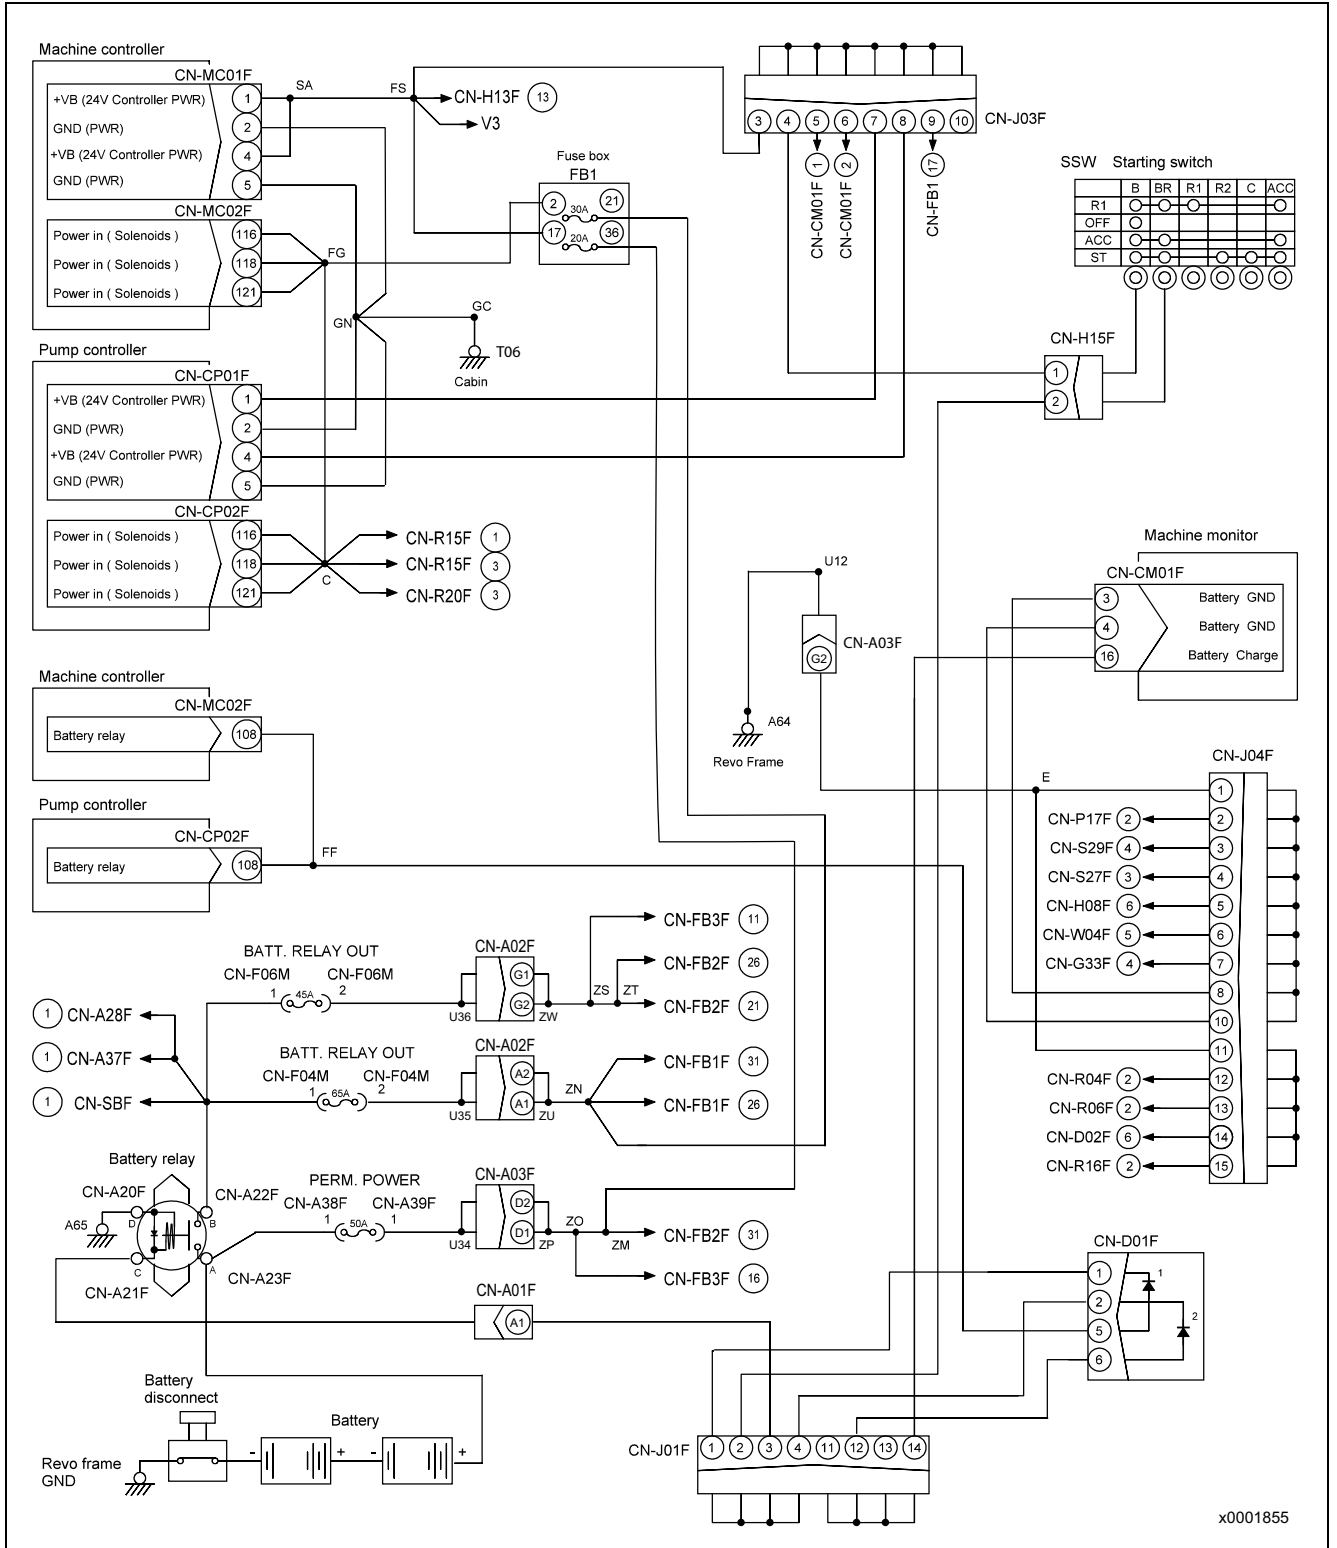 Machine controller
CN-MC01F
+VB (24V Controller PWR) 1
GND (PWR) 2
+VB (24V Controller PWR) 4
GND (PWR) 5
SA
FS
CN-H13F 13
V3
CN-MC02F
Power in ( Solenoids ) 116
Power in ( Solenoids ) 118
Power in ( Solenoids ) 121
FG
GN
GC
T06
Cabin
Fuse box
FB1
2 21
30A
17 36
20A
3 4 5 6 7 8 9 10
CN-J03F
1 CN-CM01F
2 CN-CM01F
17 CN-FB1
SSW Starting switch
B BR R1 R2 C ACC
R1
OFF
ACC
ST
CN-H15F
1
2
Pump controller
CN-CP01F
+VB (24V Controller PWR) 1
GND (PWR) 2
+VB (24V Controller PWR) 4
GND (PWR) 5
CN-CP02F
Power in ( Solenoids ) 116
Power in ( Solenoids ) 118
Power in ( Solenoids ) 121
C
CN-R15F 1
CN-R15F 3
CN-R20F 3
U12
CN-A03F
G2
A64
Revo Frame
Machine monitor
CN-CM01F
3 Battery GND
4 Battery GND
16 Battery Charge
Machine controller
CN-MC02F
Battery relay 108
Pump controller
CN-CP02F
Battery relay 108
FF
CN-J04F
E
1
CN-P17F 2 2
CN-S29F 4 3
CN-S27F 3 4
CN-H08F 6 5
CN-W04F 5 6
CN-G33F 4 7
8
10
11
CN-R04F 2 12
CN-R06F 2 13
CN-D02F 6 14
CN-R16F 2 15
BATT. RELAY OUT
CN-F06M CN-F06M
1 45A 2
CN-A02F
G1
G2
U36
ZW
ZS
ZT
CN-FB3F 11
CN-FB2F 26
CN-FB2F 21
1 CN-A28F
1 CN-A37F
1 CN-SBF
BATT. RELAY OUT
CN-F04M CN-F04M
1 65A 2
CN-A02F
A2
A1
U35
ZU
ZN
CN-FB1F 31
CN-FB1F 26
Battery relay
CN-A20F
CN-A22F
A65
D
B
C
A
CN-A21F
CN-A23F
PERM. POWER
CN-A38F CN-A39F
1 50A 1
CN-A03F
D2
D1
U34
ZP
ZO
ZM
CN-FB2F 31
CN-FB3F 16
CN-A01F
A1
CN-D01F
1
2
5
6
1
2
Battery
disconnect
Battery
- + - +
Revo frame
GND
CN-J01F
1 2 3 4 11 12 13 14
x0001855